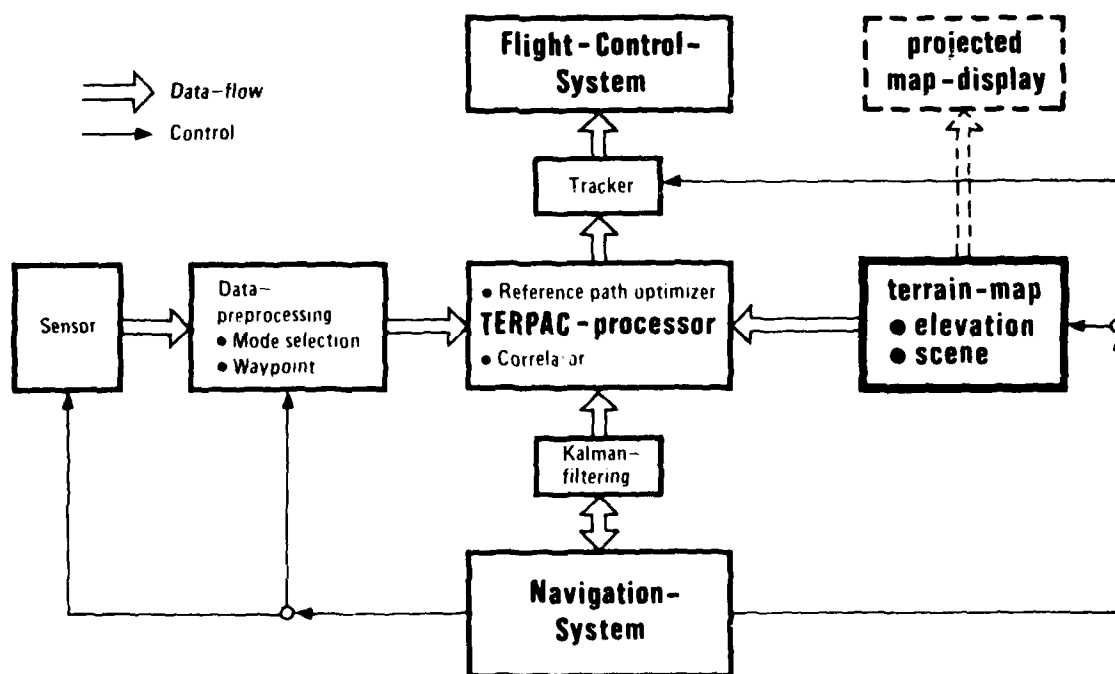 Flight-Control-
System
projected
map-display
Data-flow
Control
Tracker
Sensor
Data-
preprocessing
• Mode selection
• Waypoint
• Reference path optimizer
TERPAC-processor
• Correlator
terrain-map
• elevation
• scene
Kalman-
filtering
Navigation-
System